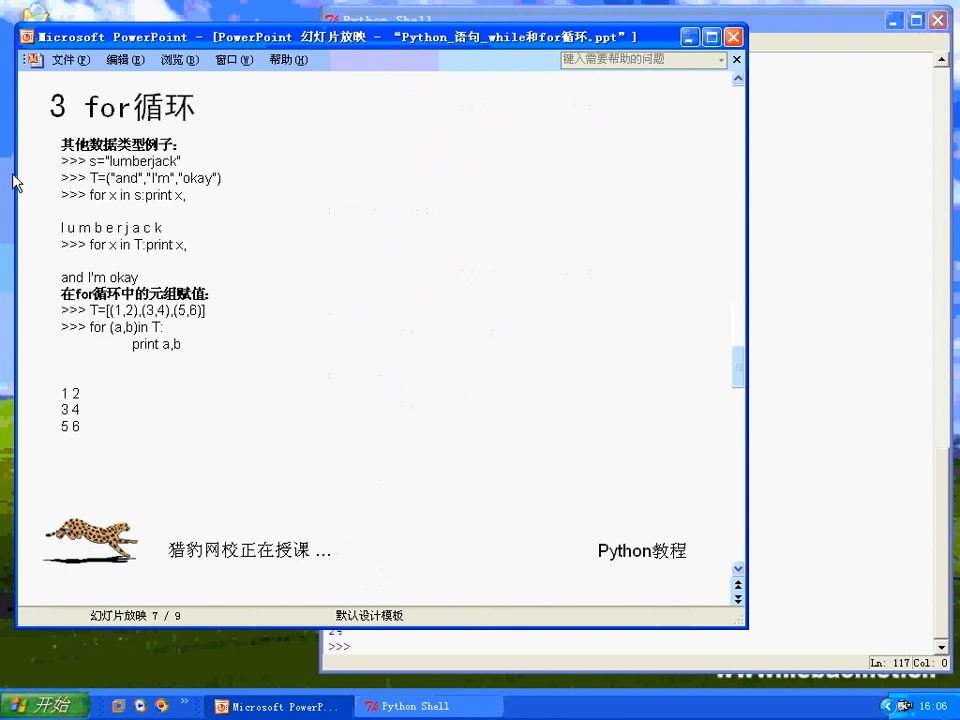 Python Shell
Microsoft PowerPoint - [PowerPoint 幻灯片放映 - “Python_语句_while和for循环.ppt”]
文件(F) 编辑(E) 浏览(B) 窗口(W) 帮助(H) 键入需要帮助的问题
3 for循环
其他数据类型例子:
>>> s="lumberjack"
>>> T=("and","I'm","okay")
>>> for x in s:print x,
l u m b e r j a c k
>>> for x in T:print x,
and I'm okay
在for循环中的元组赋值:
>>> T=[(1,2),(3,4),(5,6)]
>>> for (a,b)in T:
print a,b
1 2
3 4
5 6
猎豹网校正在授课 ...
Python教程
幻灯片放映 7 / 9 默认设计模板
24
>>>
Ln: 117 Col: 0
开始 Microsoft PowerP... Python Shell 16:06